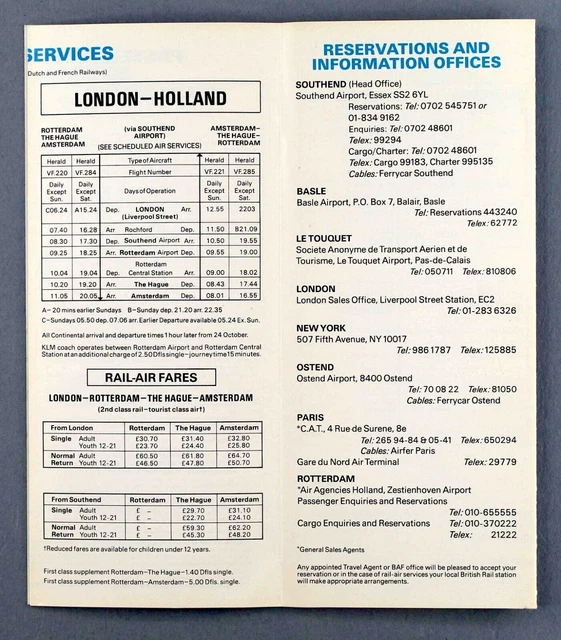 SERVICES
Dutch and French Railways)
LONDON–HOLLAND
ROTTERDAM (via SOUTHEND AMSTERDAM–
THE HAGUE AIRPORT) THE HAGUE–
AMSTERDAM (SEE SCHEDULED AIR SERVICES) ROTTERDAM
Herald Herald Type of Aircraft Herald Herald
VF.220 VF.284 Flight Number VF.221 VF.285
Daily Daily Daily Daily
Except Except Days of Operation Except Except
Sun. Sat. Sun. Sat.
C06.24 A15.24 Dep. LONDON Arr. 12.55 2203
(Liverpool Street)
07.40 16.28 Arr. Rochford Dep. 11.50 B21.09
08.30 17.30 Dep. Southend Airport Arr. 10.50 19.55
09.25 18.25 Arr. Rotterdam Airport Dep. 09.55 19.00
Rotterdam
10.04 19.04 Dep. Central Station Arr. 09.00 18.02
10.20 19.20 Arr. The Hague Dep. 08.43 17.44
11.05 20.05 Arr. Amsterdam Dep. 08.01 16.55
A–20 mins earlier Sundays B–Sunday dep. 21.20 arr. 22.35
C–Sundays 05.50 dep. 07.06 arr. Earlier Departure available 05.24 Ex. Sun.
All Continental arrival and departure times 1 hour later from 24 October.
KLM coach operates between Rotterdam Airport and Rotterdam Central
Station at an additional charge of 2.50 Dfls single–journey time 15 minutes.
RAIL-AIR FARES
LONDON–ROTTERDAM–THE HAGUE–AMSTERDAM
(2nd class rail–tourist class air†)
From London Rotterdam The Hague Amsterdam
Single Adult £30.70 £31.40 £32.80
Youth 12-21 £23.70 £24.40 £25.80
Normal Adult £60.50 £61.80 £64.70
Return Youth 12-21 £46.50 £47.80 £50.70
From Southend Rotterdam The Hague Amsterdam
Single Adult £ – £29.70 £31.10
Youth 12-21 £ – £22.70 £24.10
Normal Adult £ – £59.30 £62.20
Return Youth 12-21 £ – £45.30 £48.20
†Reduced fares are available for children under 12 years.
First class supplement Rotterdam–The Hague–1.40 Dfls single.
First class supplement Rotterdam–Amsterdam–5.00 Dfls. single.
RESERVATIONS AND
INFORMATION OFFICES
SOUTHEND (Head Office)
Southend Airport, Essex SS2 6YL
Reservations: Tel: 0702 545751 or
01-834 9162
Enquiries: Tel: 0702 48601
Telex: 99294
Cargo/Charter: Tel: 0702 48601
Telex: Cargo 99183, Charter 995135
Cables: Ferrycar Southend
BASLE
Basle Airport, P.O. Box 7, Balair, Basle
Tel: Reservations 443240
Telex: 62772
LE TOUQUET
Societe Anonyme de Transport Aerien et de
Tourisme, Le Touquet Airport, Pas-de-Calais
Tel: 050711 Telex: 810806
LONDON
London Sales Office, Liverpool Street Station, EC2
Tel: 01-283 6326
NEW YORK
507 Fifth Avenue, NY 10017
Tel: 986 1787 Telex: 125885
OSTEND
Ostend Airport, 8400 Ostend
Tel: 70 08 22 Telex: 81050
Cables: Ferrycar Ostend
PARIS
*C.A.T., 4 Rue de Surene, 8e
Tel: 265 94-84 & 05-41 Telex: 650294
Cables: Airfer Paris
Gare du Nord Air Terminal Telex: 29779
ROTTERDAM
*Air Agencies Holland, Zestienhoven Airport
Passenger Enquiries and Reservations
Tel: 010-655555
Cargo Enquiries and Reservations Tel: 010-370222
Telex: 21222
*General Sales Agents
Any appointed Travel Agent or BAF office will be pleased to accept your
reservation or in the case of rail-air services your local British Rail station
will make appropriate arrangements.